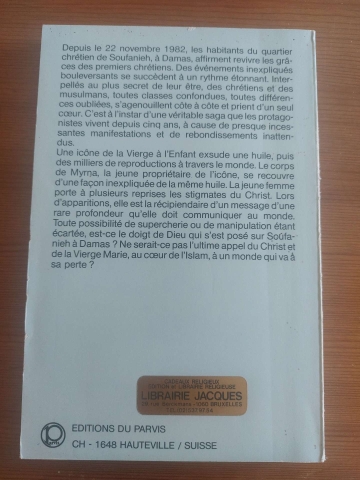 Depuis le 22 novembre 1982, les habitants du quartier
chrétien de Soufanieh, à Damas, affirment revivre les grâ-
ces des premiers chrétiens. Des événements inexpliqués
bouleversants se succèdent à un rythme étonnant. Inter-
pellés au plus secret de leur être, des chrétiens et des
musulmans, toutes classes confondues, toutes différen-
ces oubliées, s'agenouillent côte à côte et prient d'un seul
cœur. C'est à l'instar d'une véritable saga que les protago-
nistes vivent depuis cinq ans, à cause de presque inces-
santes manifestations et de rebondissements inatten-
dus.
Une icône de la Vierge à l'Enfant exsude une huile, puis
des milliers de reproductions à travers le monde. Le corps
de Myrna, la jeune propriétaire de l'icône, se recouvre
d'une façon inexpliquée de la même huile. La jeune femme
porte à plusieurs reprises les stigmates du Christ. Lors
d'apparitions, elle est la récipiendaire d'un message d'une
rare profondeur qu'elle doit communiquer au monde.
Toute possibilité de supercherie ou de manipulation étant
écartée, est-ce le doigt de Dieu qui s'est posé sur Soûfa-
nieh à Damas ? Ne serait-ce pas l'ultime appel du Christ et
de la Vierge Marie, au cœur de l'Islam, à un monde qui va à
sa perte ?
RELIGIEUX
LIBRAIRIE RELIGIEUSE
LIBRAIRIE JACQUES
BRUXELLES
EDITIONS DU PARVIS
CH - 1648 HAUTEVILLE / SUISSE